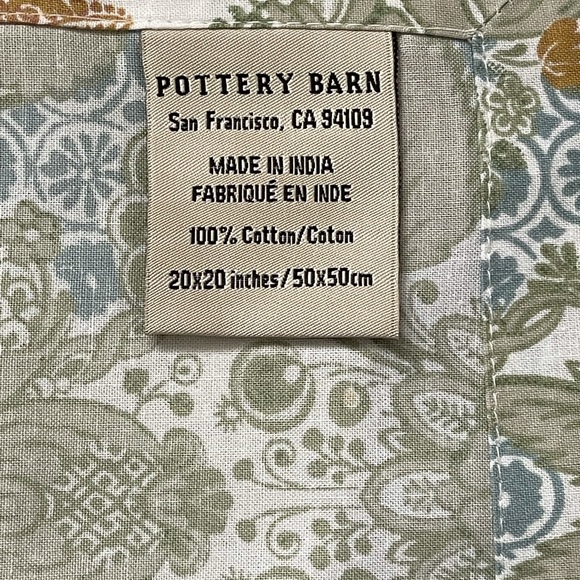 POTTERY BARN
San Francisco, CA 94109
MADE IN INDIA
FABRIQUÉ EN INDE
100% Cotton/Coton
20x20 inches/50x50cm